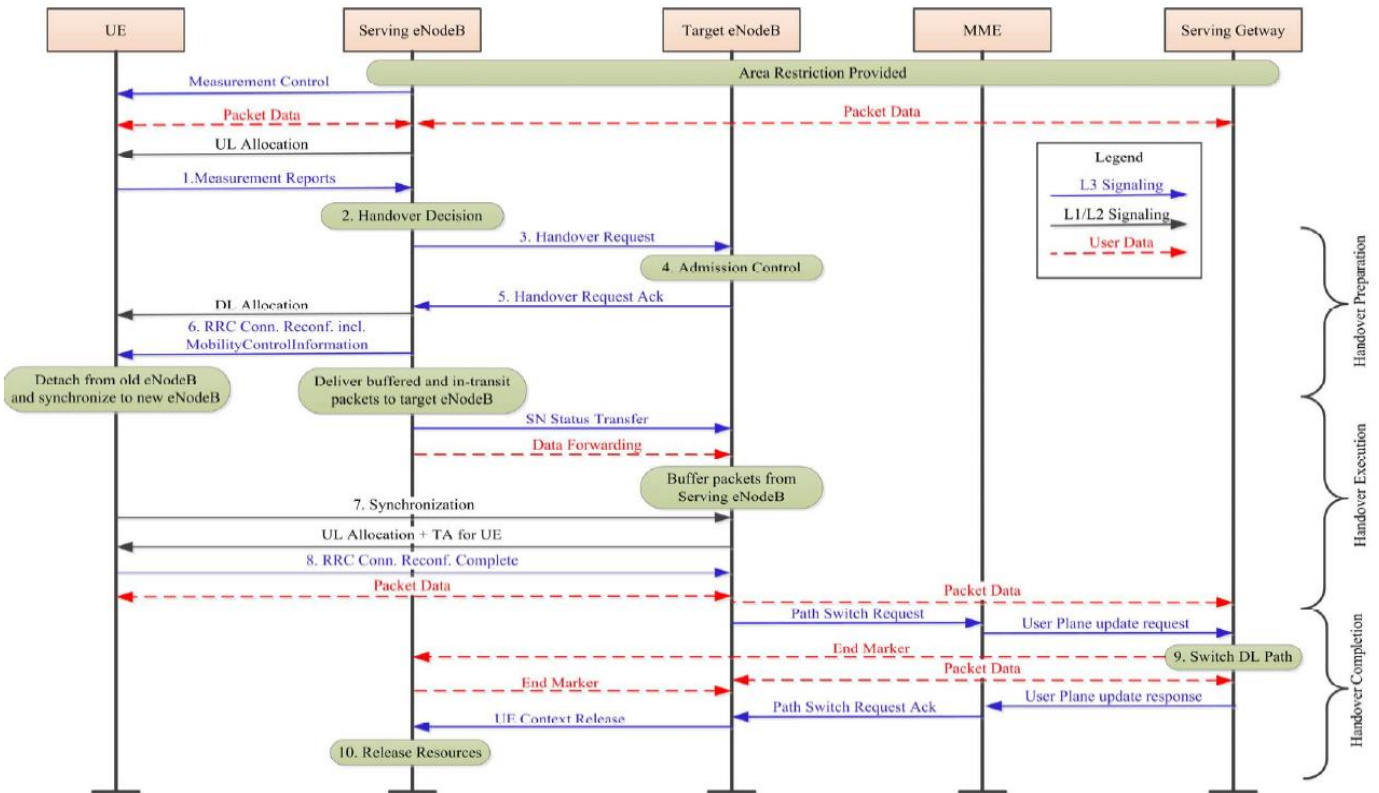 UE
Serving eNodeB
Target eNodeB
MME
Serving Getway
Area Restriction Provided
Measurement Control
Packet Data
Packet Data
UL Allocation
Legend
L3 Signaling
L1/L2 Signaling
User Data
1.Measurement Reports
2. Handover Decision
3. Handover Request
4. Admission Control
5. Handover Request Ack
DL Allocation
6. RRC Conn. Reconf. incl.
MobilityControlInformation
Handover Preparation
Detach from old eNodeB
and synchronize to new eNodeB
Deliver buffered and in-transit
packets to target eNodeB
SN Status Transfer
Data Forwarding
Buffer packets from
Serving eNodeB
7. Synchronization
UL Allocation + TA for UE
8. RRC Conn. Reconf. Complete
Packet Data
Packet Data
Handover Execution
Path Switch Request
User Plane update request
End Marker
9. Switch DL Path
Packet Data
End Marker
User Plane update response
Path Switch Request Ack
UE Context Release
10. Release Resources
Handover Completion